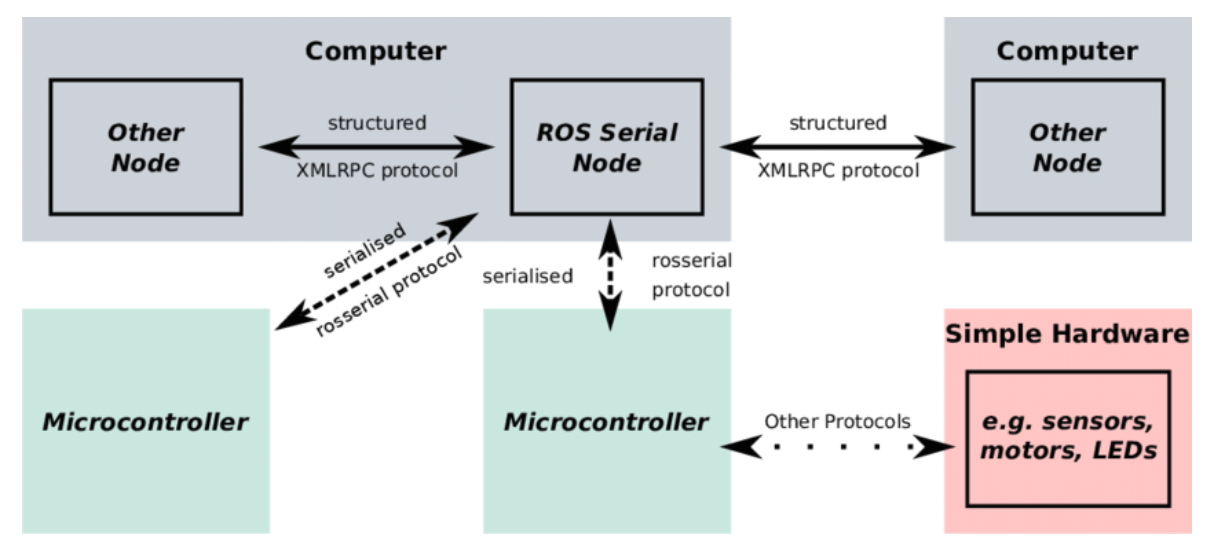 Computer
Computer
Other
Node
structured
XMLRPC protocol
ROS Serial
Node
structured
XMLRPC protocol
Other
Node
serialised
rosserial protocol
serialised
rosserial
protocol
Microcontroller
Microcontroller
Other Protocols
Simple Hardware
e.g. sensors,
motors, LEDs